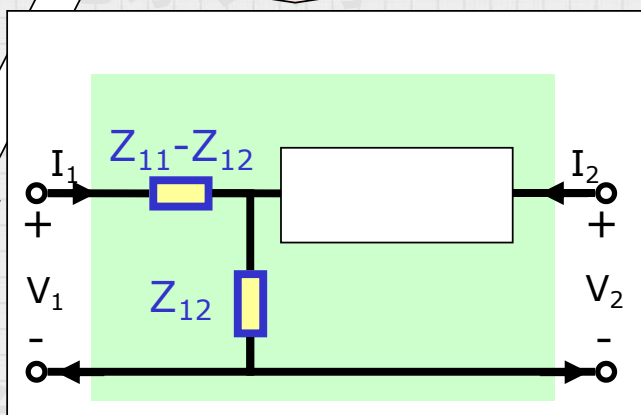 Z₁₁-Z₁₂
I₁
I₂
+
+
V₁
Z₁₂
V₂
-
-